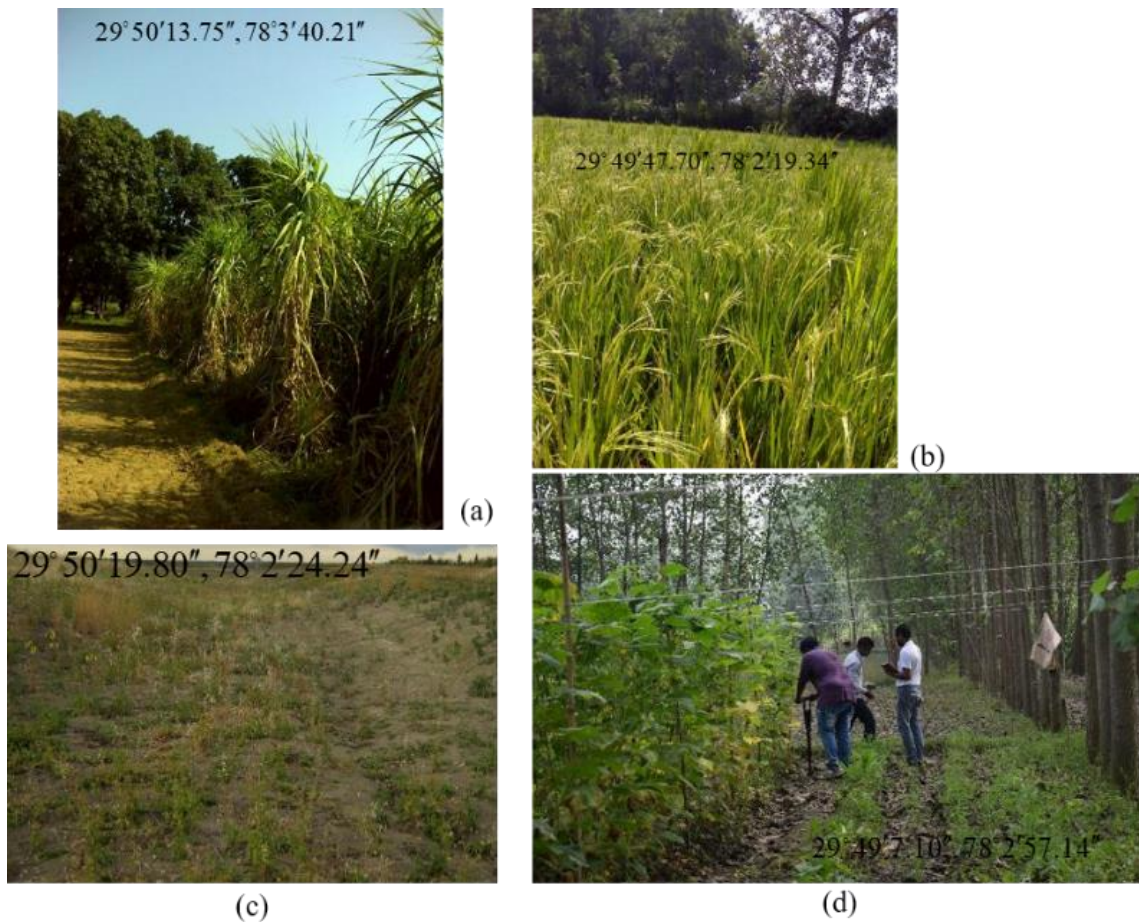 29°50′13.75″, 78°3′40.21″
29°49′47.70″, 78°2′19.34″
(a)
(b)
29°50′19.80″, 78°2′24.24″
29°49′7.10″, 78°2′57.14″
(c)
(d)